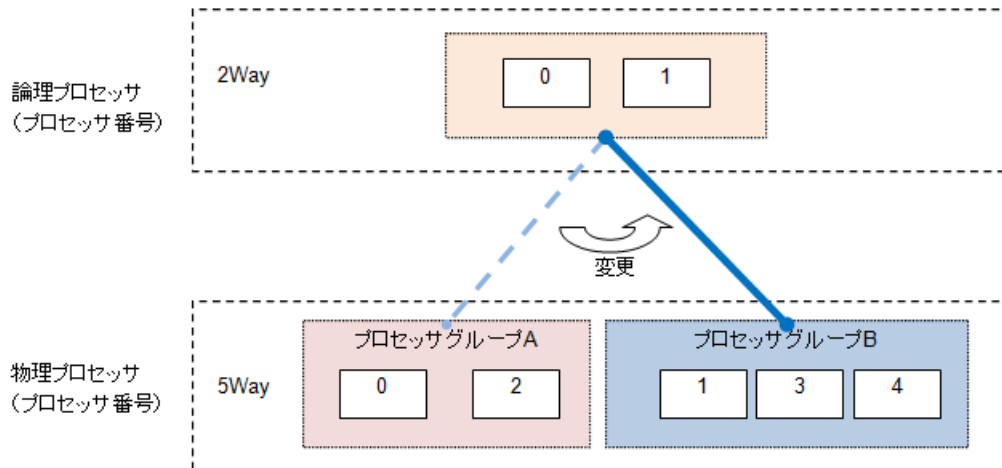 論理プロセッサ
（プロセッサ番号）
2Way
0
1
変更
物理プロセッサ
（プロセッサ番号）
5Way
プロセッサグループA
0
2
プロセッサグループB
1
3
4